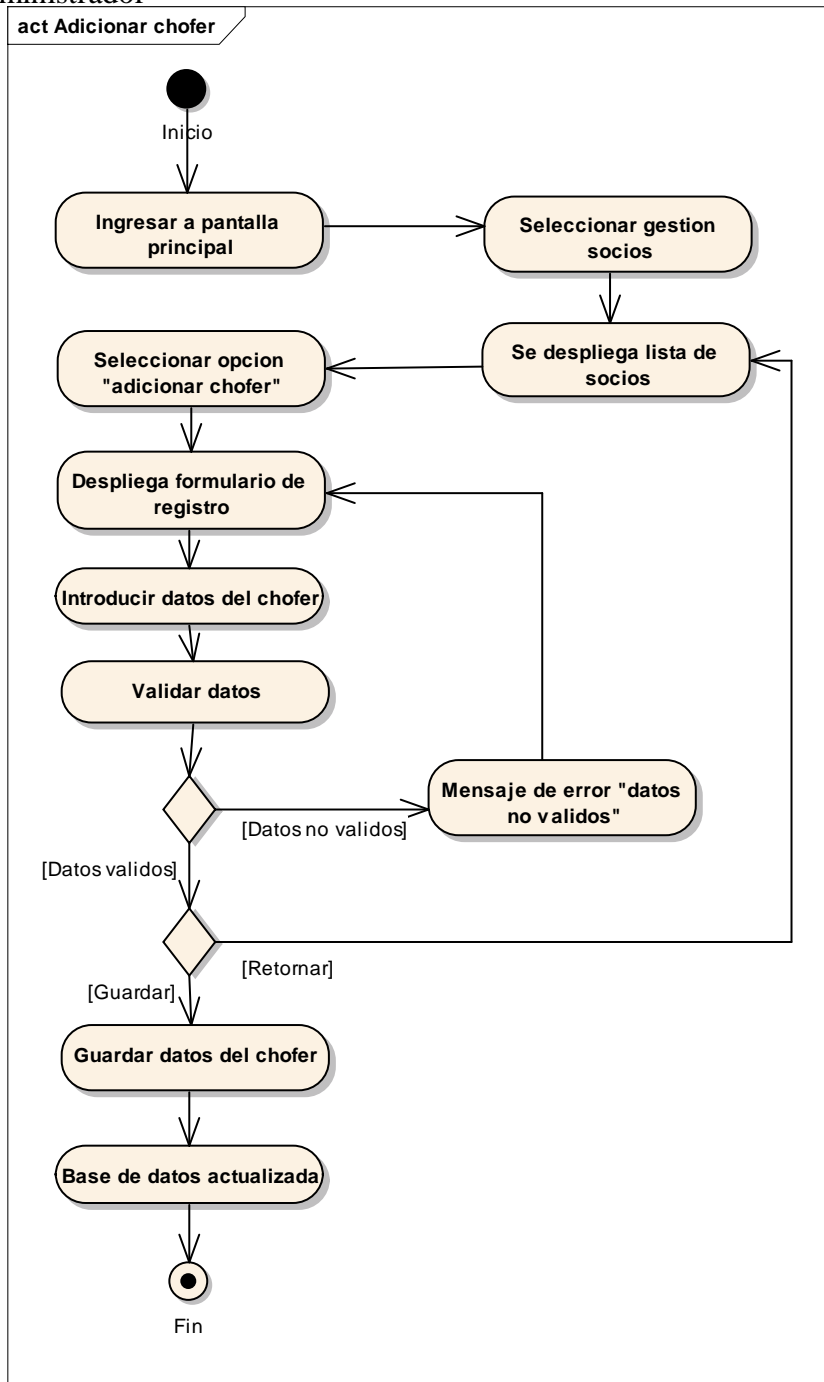 act Adicionar chofer
Inicio
Ingresar a pantalla
principal
Seleccionar gestion
socios
Se despliega lista de
socios
Seleccionar opcion
"adicionar chofer"
Despliega formulario de
registro
Introducir datos del chofer
Validar datos
Mensaje de error "datos
no validos"
[Datos no validos]
[Datos validos]
[Retornar]
[Guardar]
Guardar datos del chofer
Base de datos actualizada
Fin